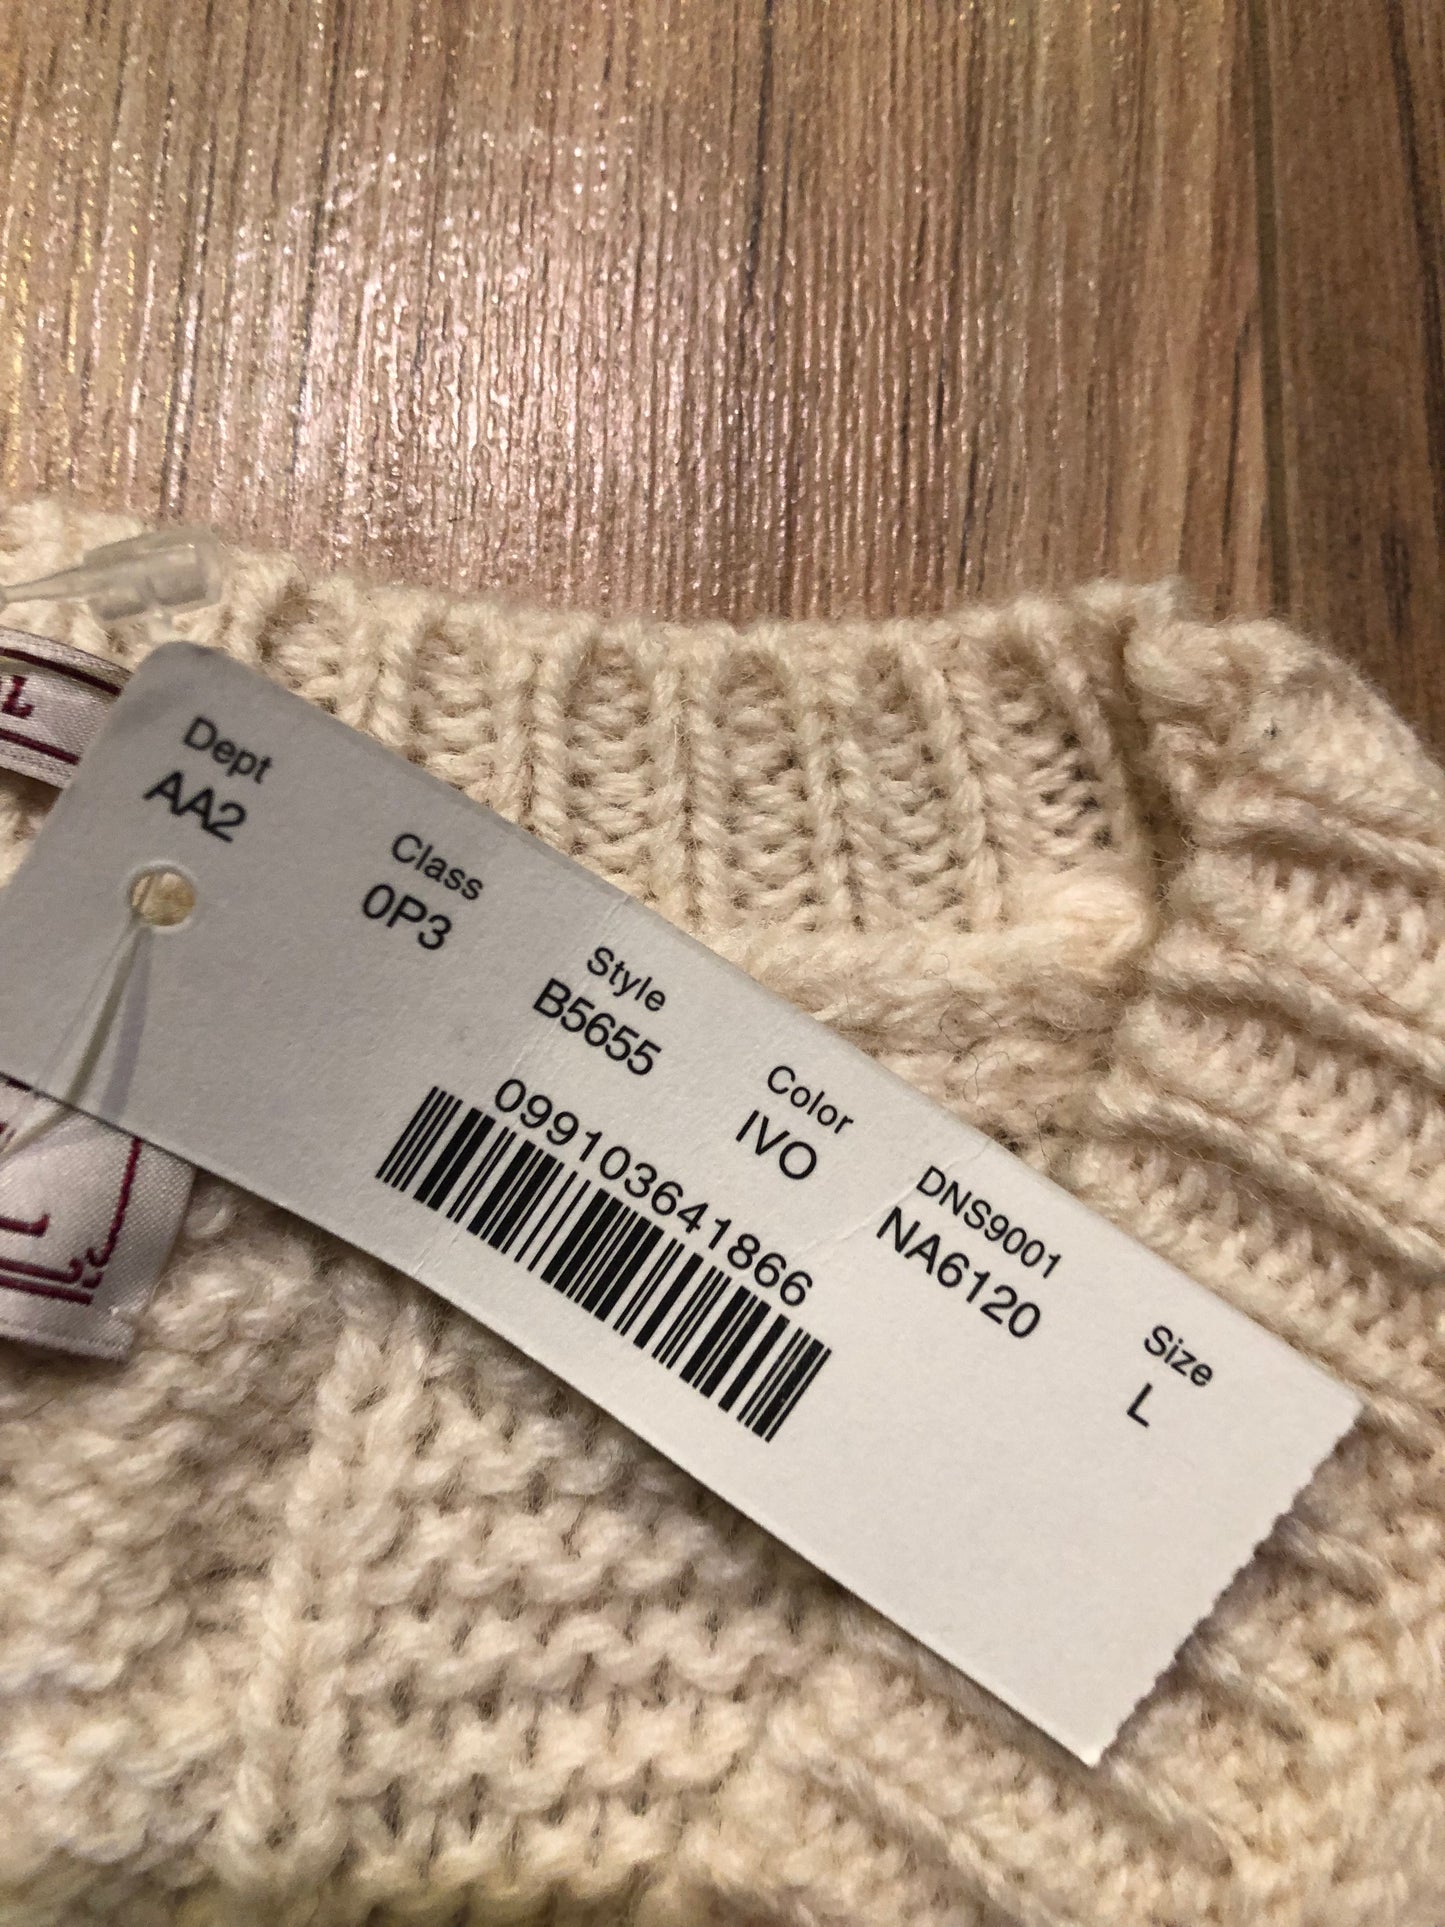 Dept
AA2
Class
0P3
Style
B5655
Color
IVO
DNS9001
NA6120
Size
L
099103641866